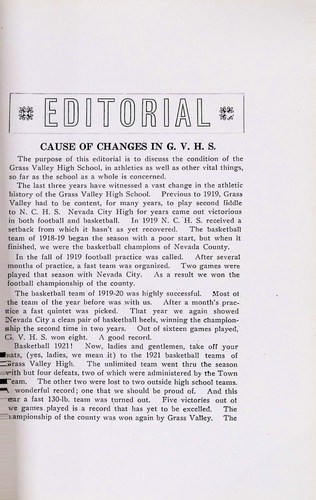 EDITORIAL
CAUSE OF CHANGES IN G. V. H. S.
The purpose of this editorial is to discuss the condition of the
Grass Valley High School, in athletics as well as other vital things,
so far as the school as a whole is concerned.
The last three years have witnessed a vast change in the athletic
history of the Grass Valley High School. Previous to 1919, Grass
Valley had to be content, for many years, to play second fiddle
to N. C. H. S. Nevada City High for years came out victorious
in both football and basketball. In 1919 N. C. H. S. received a
setback from which it hasn't as yet recovered. The basketball
team of 1918-19 began the season with a poor start, but when it
finished, we were the basketball champions of Nevada County.
In the fall of 1919 football practice was called. After several
months of practice, a fast team was organized. Two games were
played that season with Nevada City. As a result we won the
football championship of the county.
The basketball team of 1919-20 was highly successful. Most of
the team of the year before was with us. After a month's prac-
tice a fast quintet was picked. That year we again showed
Nevada City a clean pair of basketball heels, winning the champion-
ship the second time in two years. Out of sixteen games played,
G. V. H. S. won eight. A good record.
Basketball 1921! Now, ladies and gentlemen, take off your
hats, (yes, ladies, we mean it) to the 1921 basketball teams of
Grass Valley High. The unlimited team went thru the season
with but four defeats, two of which were administered by the Town
Team. The other two were lost to two outside high school teams.
A wonderful record; one that we should be proud of. And this
year a fast 130-lb. team was turned out. Five victories out of
games played is a record that has yet to be excelled. The
championship of the county was won again by Grass Valley. The